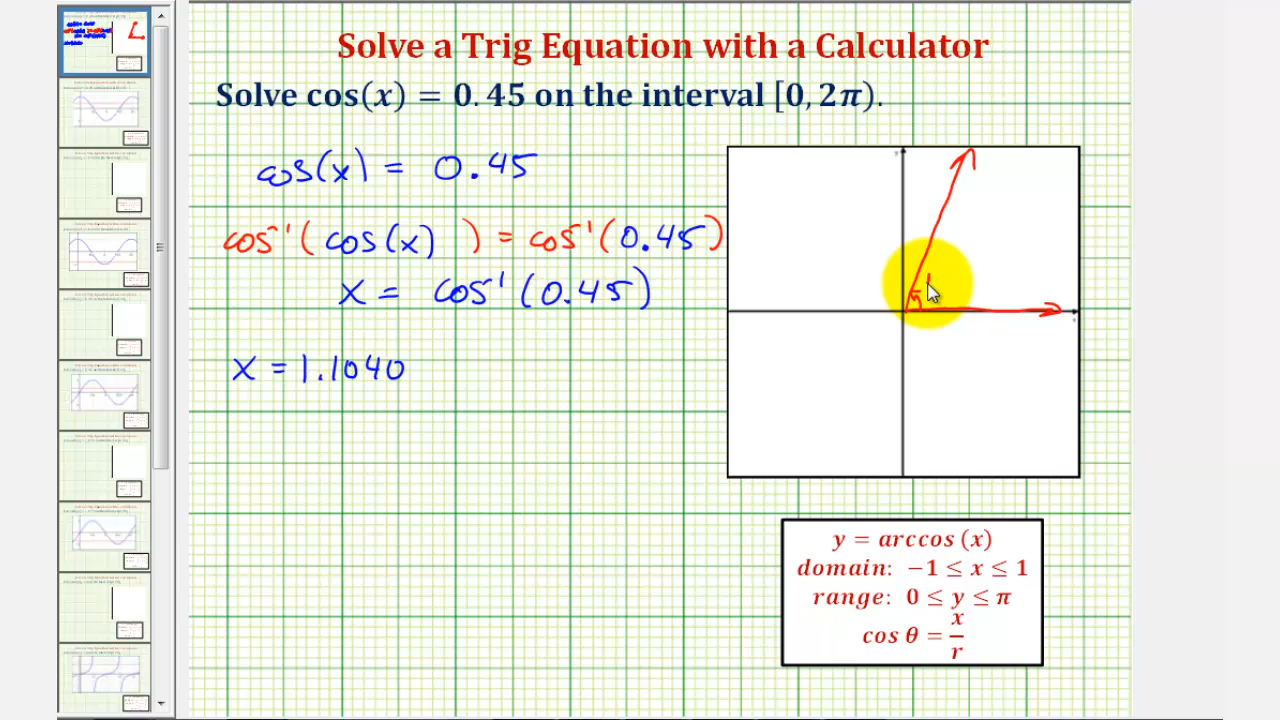 Solve a Trig Equation with a Calculator
Solve cos(x) = 0.45 on the interval [0, 2π).
cos(x) = 0.45
cos⁻¹( cos(x) ) = cos⁻¹(0.45)
x = cos⁻¹(0.45)
x = 1.1040
y = arccos (x)
domain: −1 ≤ x ≤ 1
range: 0 ≤ y ≤ π
cos θ = x/r